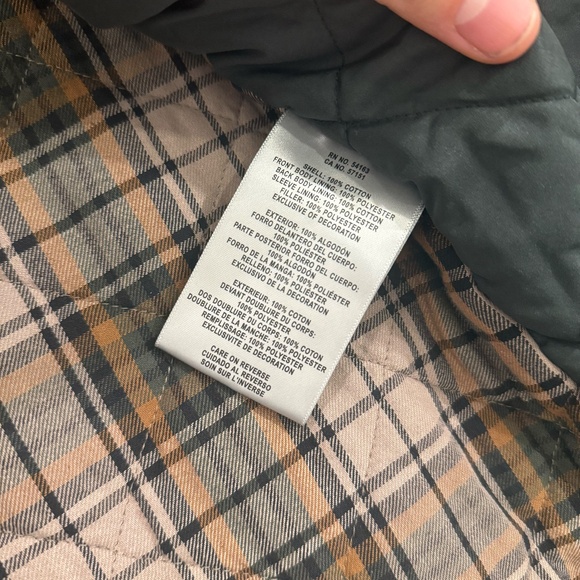 RN NO. 54163
CA NO. 57151
SHELL: 100% COTTON
FRONT BODY LINING: 100% POLYESTER
BACK BODY LINING: 100% COTTON
SLEEVE LINING: 100% POLYESTER
FILLER: 100% POLYESTER
EXCLUSIVE OF DECORATION
EXTERIOR: 100% ALGODÓN
FORRO DELANTERO DEL CUERPO:
100% POLIÉSTER
PARTE POSTERIOR FORRO DEL CUERPO:
100% ALGODÓN
FORRO DE LA MANGA: 100% POLIÉSTER
RELLENO: 100% POLIÉSTER
EXCLUSIVO DE LA DECORACIÓN
EXTERIEUR: 100% COTON
DEVANT DOUBLURE DU CORPS:
100% POLYESTER
DOS DOUBLURE DU CORPS: 100% COTON
DOUBLURE DE LA MANCHE: 100% POLYESTER
REMPLISSAGE: 100% POLYESTER
EXCLUSIVITE DE DECORATION
CARE ON REVERSE
CUIDADO AL REVERSO
SOIN SUR L'INVERSE